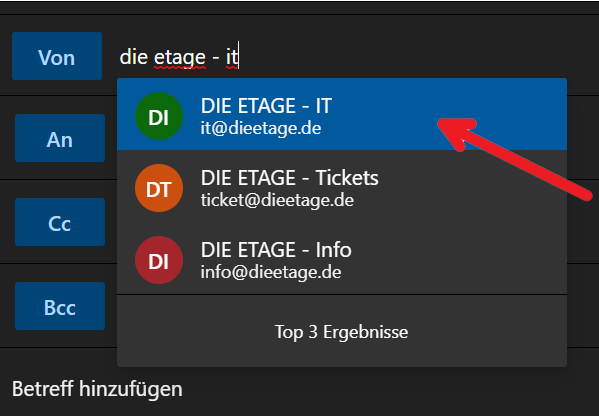 Von
die etage - it
DI
DIE ETAGE - IT
it@dieetage.de
An
DT
DIE ETAGE - Tickets
ticket@dieetage.de
Cc
DI
DIE ETAGE - Info
info@dieetage.de
Bcc
Top 3 Ergebnisse
Betreff hinzufügen